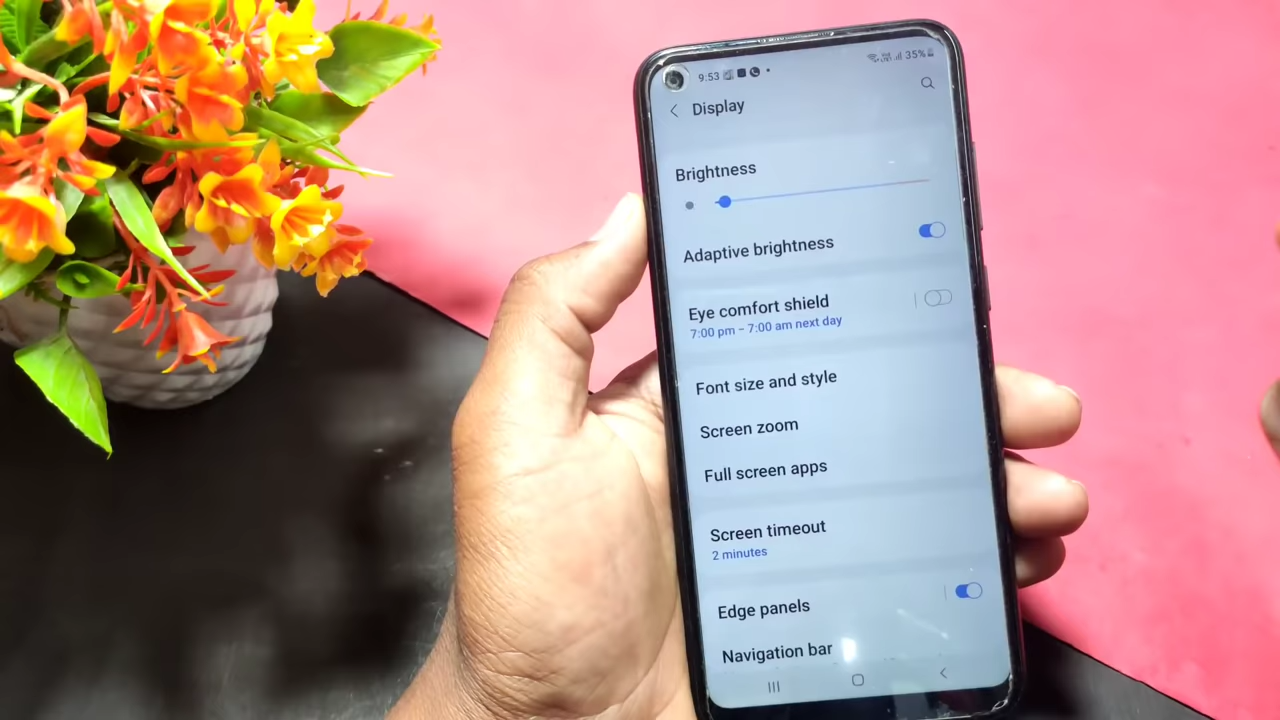 9:53
35%
Display
Brightness
Adaptive brightness
Eye comfort shield
7:00 pm – 7:00 am next day
Font size and style
Screen zoom
Full screen apps
Screen timeout
2 minutes
Edge panels
Navigation bar